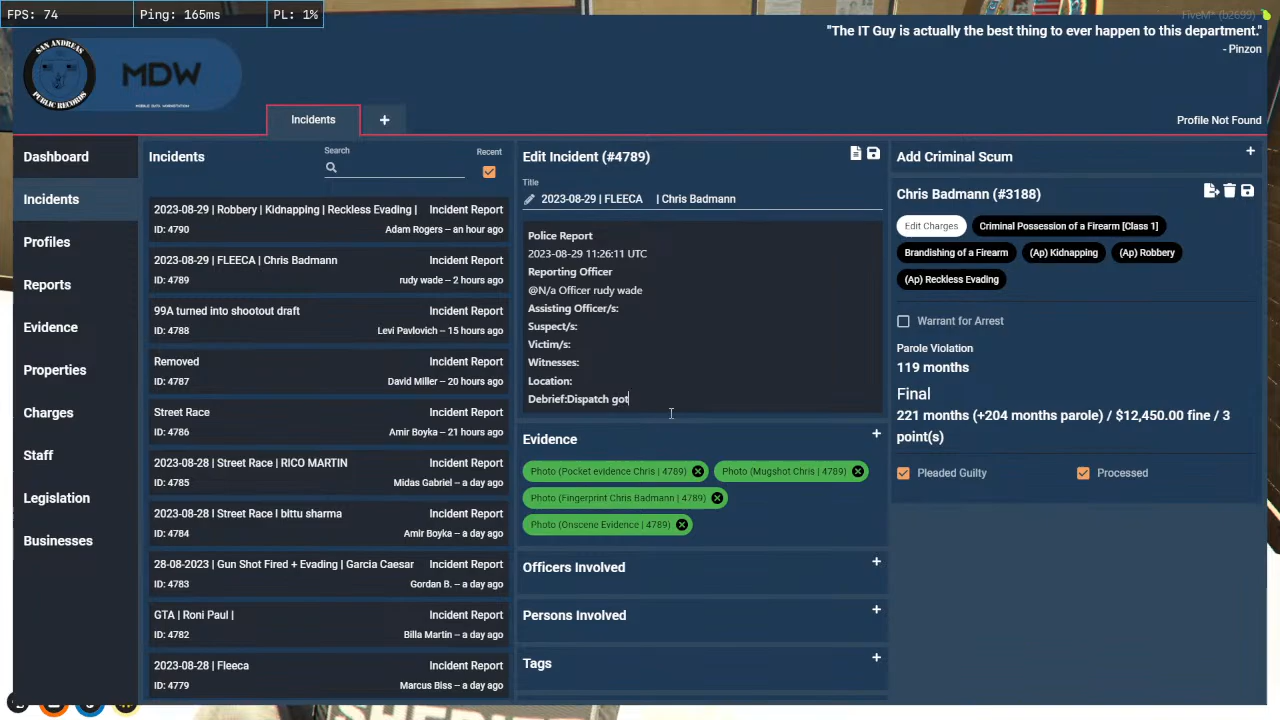 FPS: 74 Ping: 165ms PL: 1%
FiveM* (b2699)
"The IT Guy is actually the best thing to ever happen to this department."
- Pinzon
SAN ANDREAS
PUBLIC RECORDS
MDW
MOBILE DATA WORKSTATION
Incidents
+
Profile Not Found
Dashboard
Incidents
Profiles
Reports
Evidence
Properties
Charges
Staff
Legislation
Businesses
Incidents
Search
Recent
2023-08-29 | Robbery | Kidnapping | Reckless Evading | Incident Report
ID: 4790 Adam Rogers – an hour ago
2023-08-29 | FLEECA | Chris Badmann Incident Report
ID: 4789 rudy wade – 2 hours ago
99A turned into shootout draft Incident Report
ID: 4788 Levi Pavlovich – 15 hours ago
Removed Incident Report
ID: 4787 David Miller – 20 hours ago
Street Race Incident Report
ID: 4786 Amir Boyka – 21 hours ago
2023-08-28 | Street Race | RICO MARTIN Incident Report
ID: 4785 Midas Gabriel – a day ago
2023-08-28 | Street Race l bittu sharma Incident Report
ID: 4784 Amir Boyka – a day ago
28-08-2023 | Gun Shot Fired + Evading | Garcia Caesar Incident Report
ID: 4783 Gordan B. – a day ago
GTA | Roni Paul | Incident Report
ID: 4782 Billa Martin – a day ago
2023-08-28 | Fleeca Incident Report
ID: 4779 Marcus Biss – a day ago
Edit Incident (#4789)
Title
2023-08-29 | FLEECA | Chris Badmann
Police Report
2023-08-29 11:26:11 UTC
Reporting Officer
@N/a Officer rudy wade
Assisting Officer/s:
Suspect/s:
Victim/s:
Witnesses:
Location:
Debrief:Dispatch got
Evidence +
Photo (Pocket evidence Chris | 4789) Photo (Mugshot Chris | 4789)
Photo (Fingerprint Chris Badmann | 4789)
Photo (Onscene Evidence | 4789)
Officers Involved +
Persons Involved +
Tags +
Add Criminal Scum +
Chris Badmann (#3188)
Edit Charges Criminal Possession of a Firearm [Class 1]
Brandishing of a Firearm (Ap) Kidnapping (Ap) Robbery
(Ap) Reckless Evading
Warrant for Arrest
Parole Violation
119 months
Final
221 months (+204 months parole) / $12,450.00 fine / 3
point(s)
Pleaded Guilty Processed